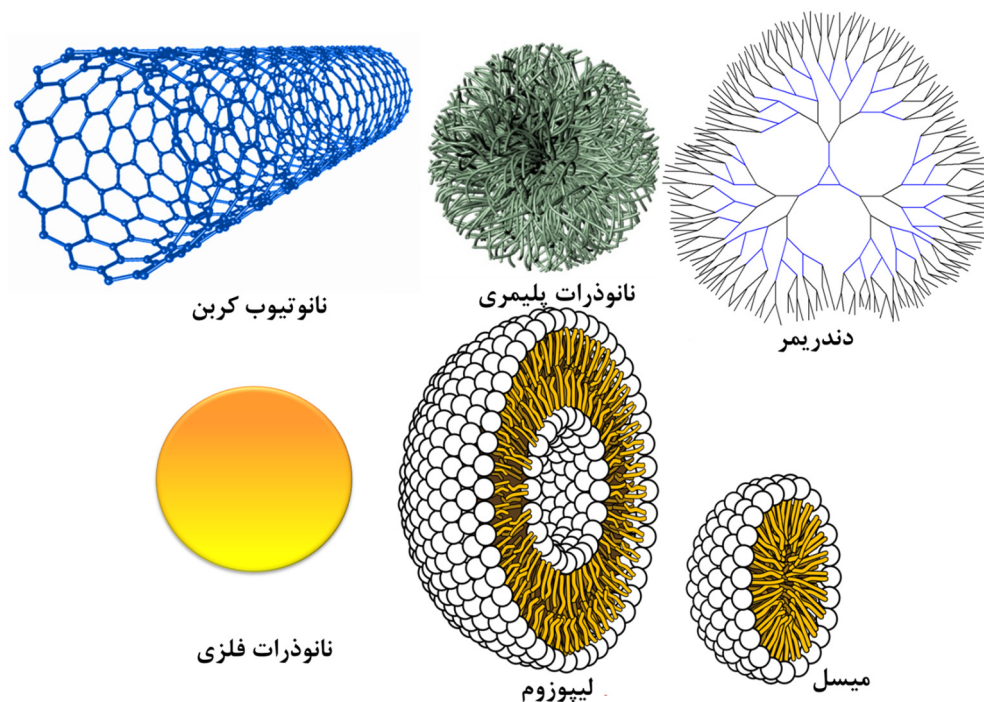 نانوتیوب کربن
نانوذرات پلیمری
دندریمر
نانوذرات فلزی
لیپوزوم
میسل